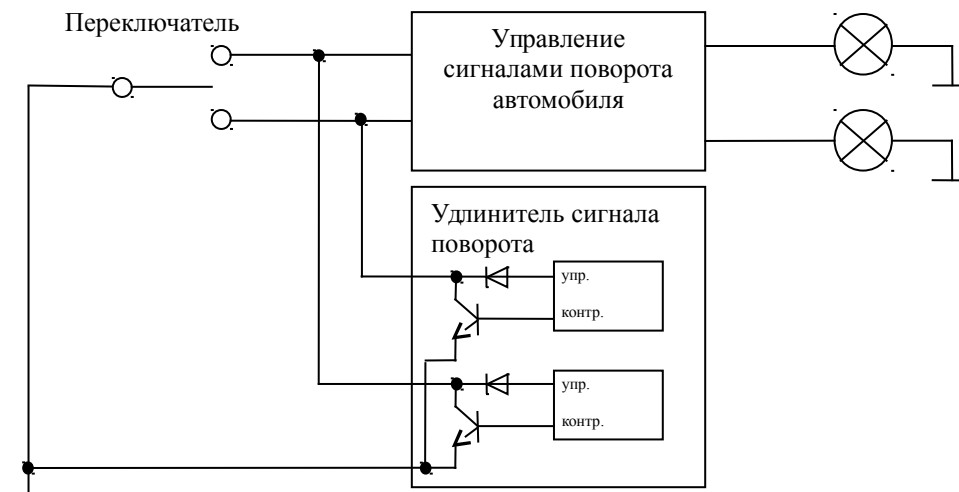 Переключатель
Управление
сигналами поворота
автомобиля
Удлинитель сигнала
поворота
упр.
контр.
упр.
контр.